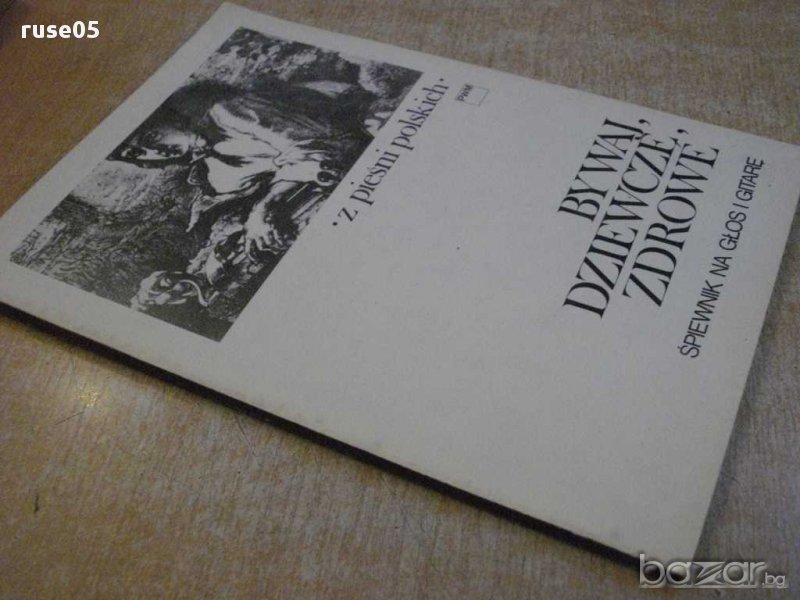 ruse05
• z pieśni polskich •
PWM
BYWAJ,
DZIEWCZĘ,
ZDROWE
ŚPIEWNIK NA GŁOS I GITARĘ
bazar.bg